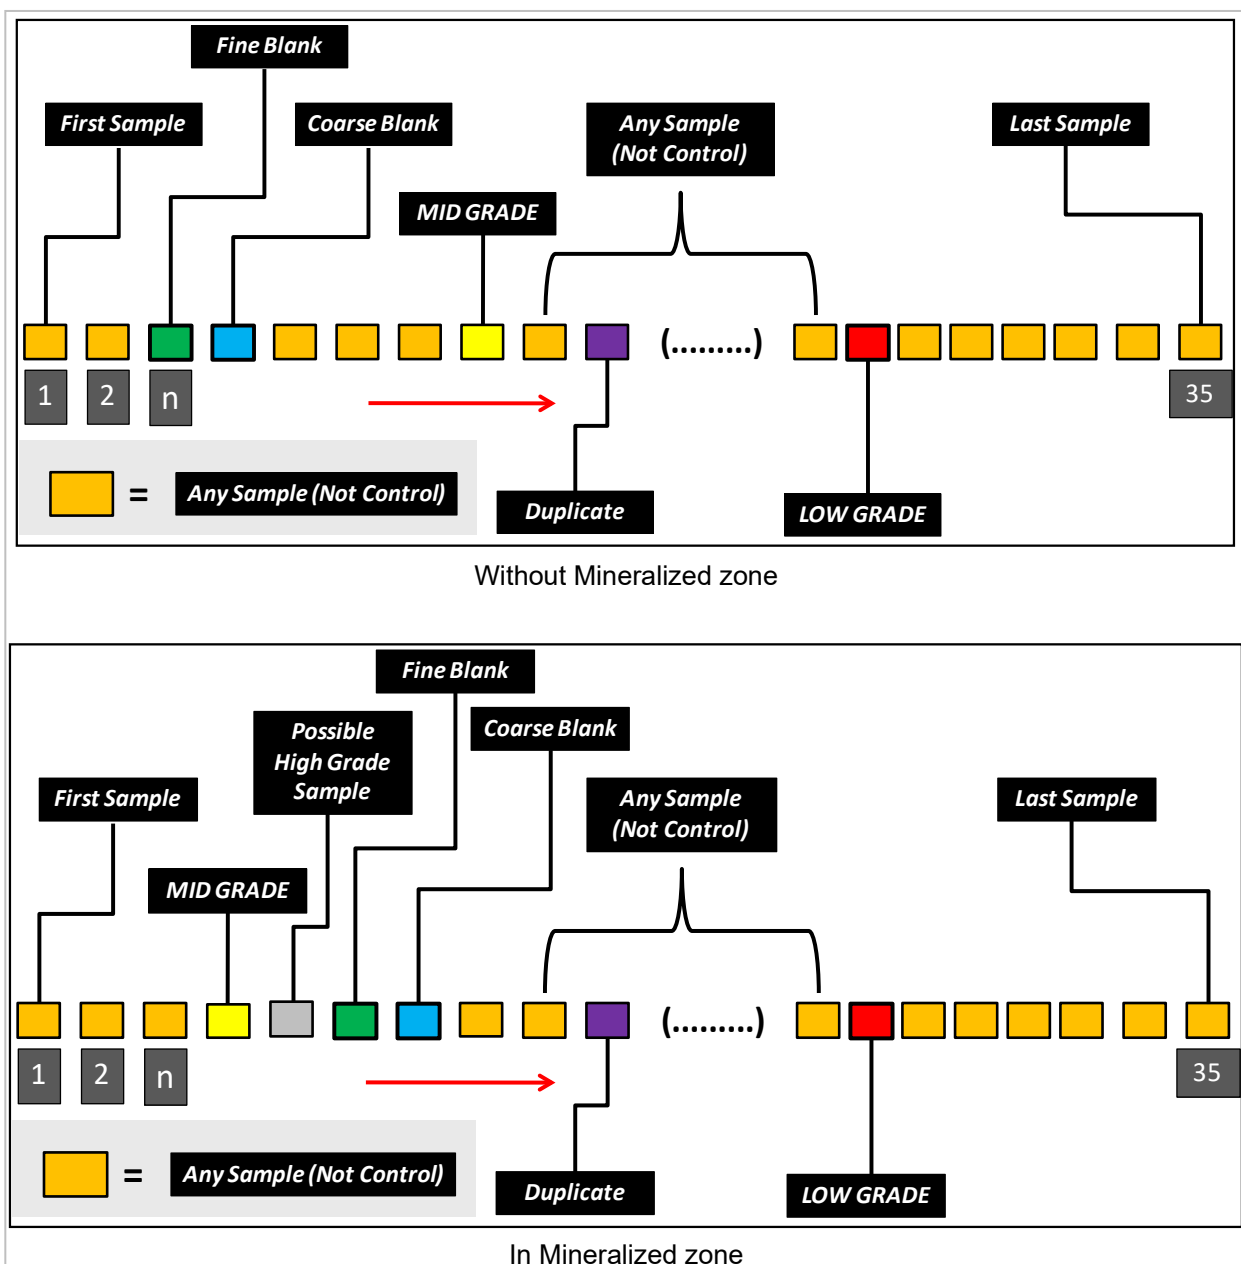 Fine Blank
First Sample
Coarse Blank
Any Sample
(Not Control)
Last Sample
MID GRADE
(.........)
1
2
n
35
= Any Sample (Not Control)
Duplicate
LOW GRADE
Without Mineralized zone
Fine Blank
Possible
High Grade
Sample
Coarse Blank
First Sample
Any Sample
(Not Control)
Last Sample
MID GRADE
(.........)
1
2
n
35
= Any Sample (Not Control)
Duplicate
LOW GRADE
In Mineralized zone